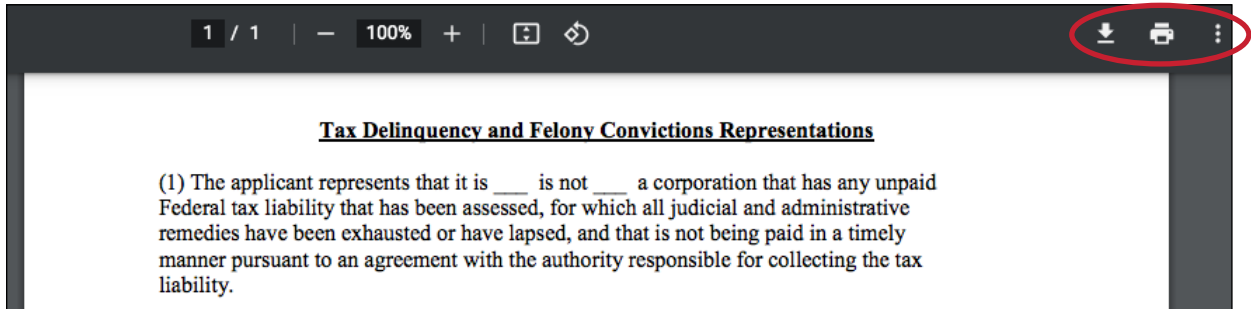 1 / 1 | − 100% + |
Tax Delinquency and Felony Convictions Representations
(1) The applicant represents that it is ___ is not ___ a corporation that has any unpaid
Federal tax liability that has been assessed, for which all judicial and administrative
remedies have been exhausted or have lapsed, and that is not being paid in a timely
manner pursuant to an agreement with the authority responsible for collecting the tax
liability.